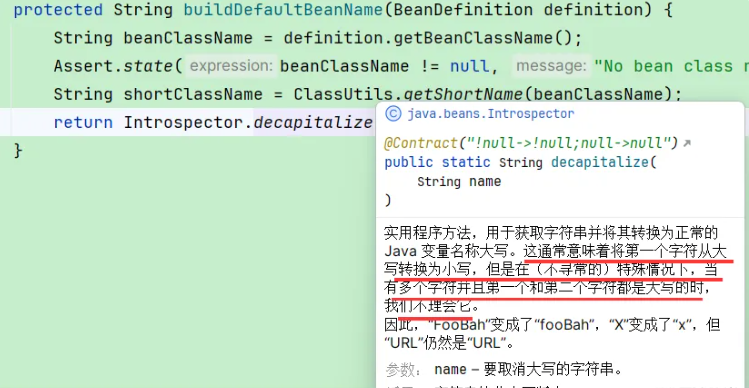 protected String buildDefaultBeanName(BeanDefinition definition) {
String beanClassName = definition.getBeanClassName();
Assert.state( expression: beanClassName != null, message: "No bean class n
String shortClassName = ClassUtils.getShortName(beanClassName);
return Introspector.decapitalize
}
java.beans.Introspector
@Contract("!null->!null;null->null")
public static String decapitalize(
String name
)
实用程序方法，用于获取字符串并将其转换为正常的
Java 变量名称大写。这通常意味着将第一个字符从大
写转换为小写，但是在（不寻常的）特殊情况下，当
有多个字符并且第一个和第二个字符都是大写的时，
我们不理会它。
因此，“FooBah”变成了“fooBah”，“X”变成了“x”，但
“URL”仍然是“URL”。
参数： name – 要取消大写的字符串。